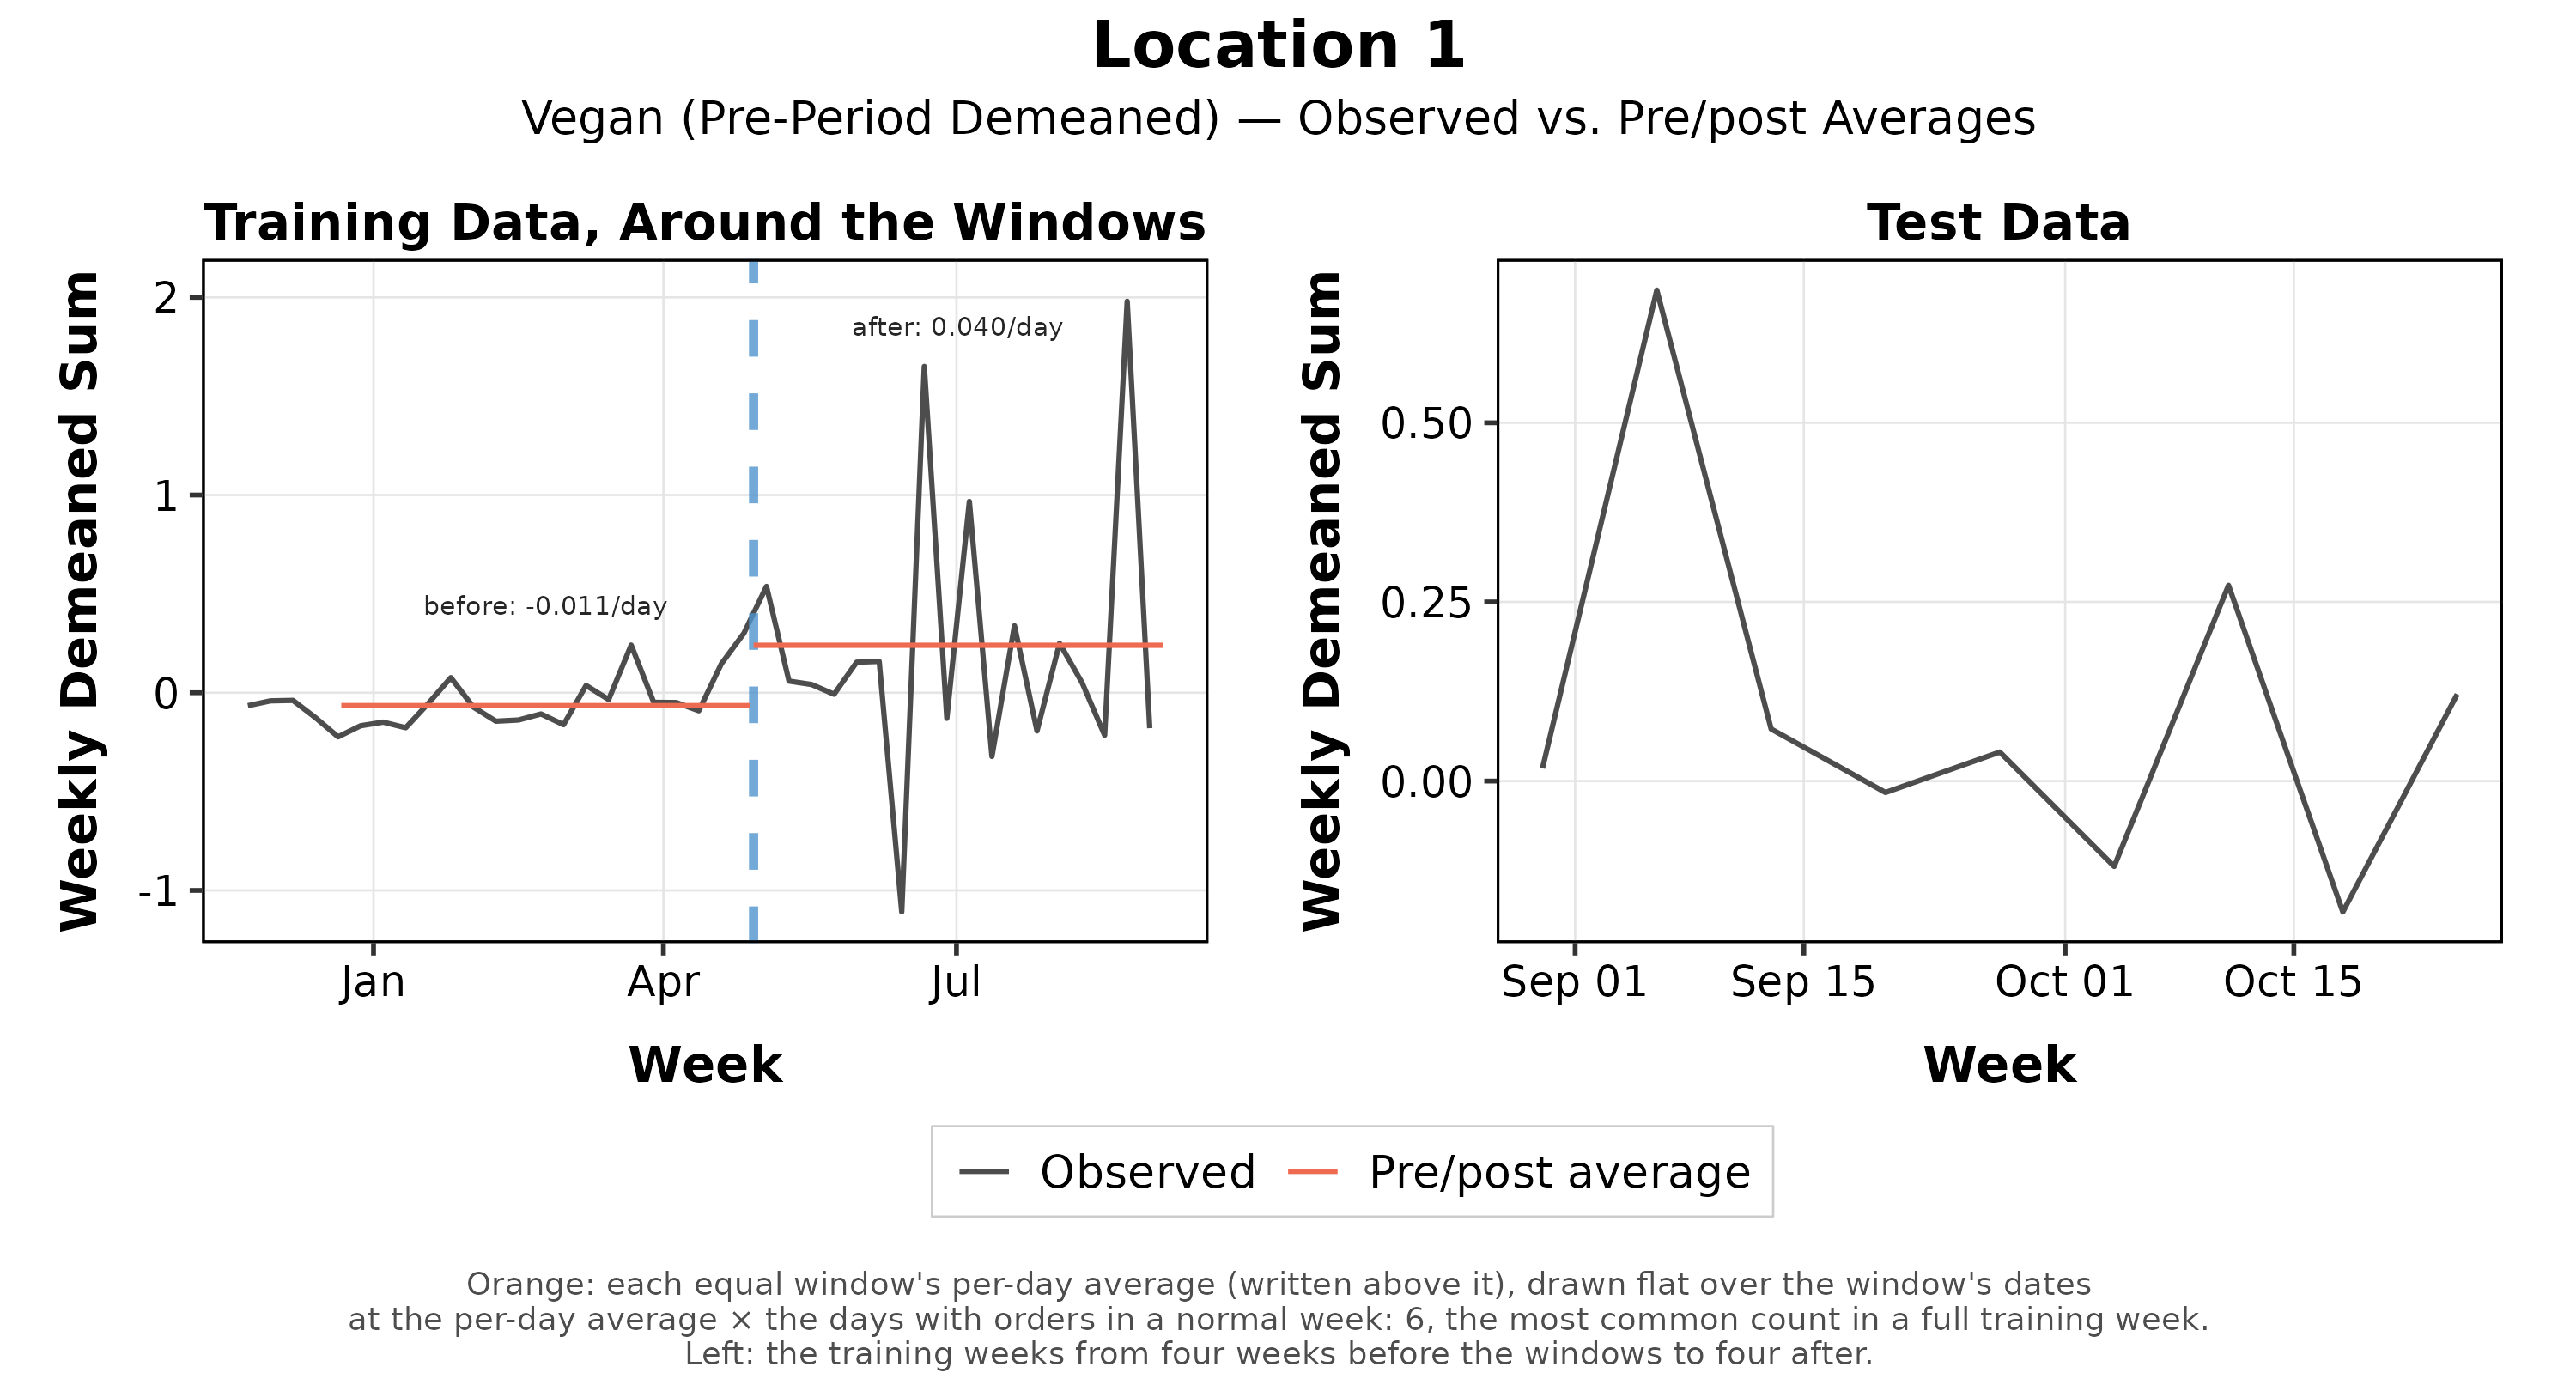 Location 1
Vegan (Pre-Period Demeaned) — Observed vs. Pre/post Averages
Training Data, Around the Windows
Weekly Demeaned Sum
2
1
0
-1
before: -0.011/day
after: 0.040/day
Jan
Apr
Jul
Week
Test Data
Weekly Demeaned Sum
0.50
0.25
0.00
Sep 01
Sep 15
Oct 01
Oct 15
Week
Observed
Pre/post average
Orange: each equal window's per-day average (written above it), drawn flat over the window's dates
at the per-day average × the days with orders in a normal week: 6, the most common count in a full training week.
Left: the training weeks from four weeks before the windows to four after.